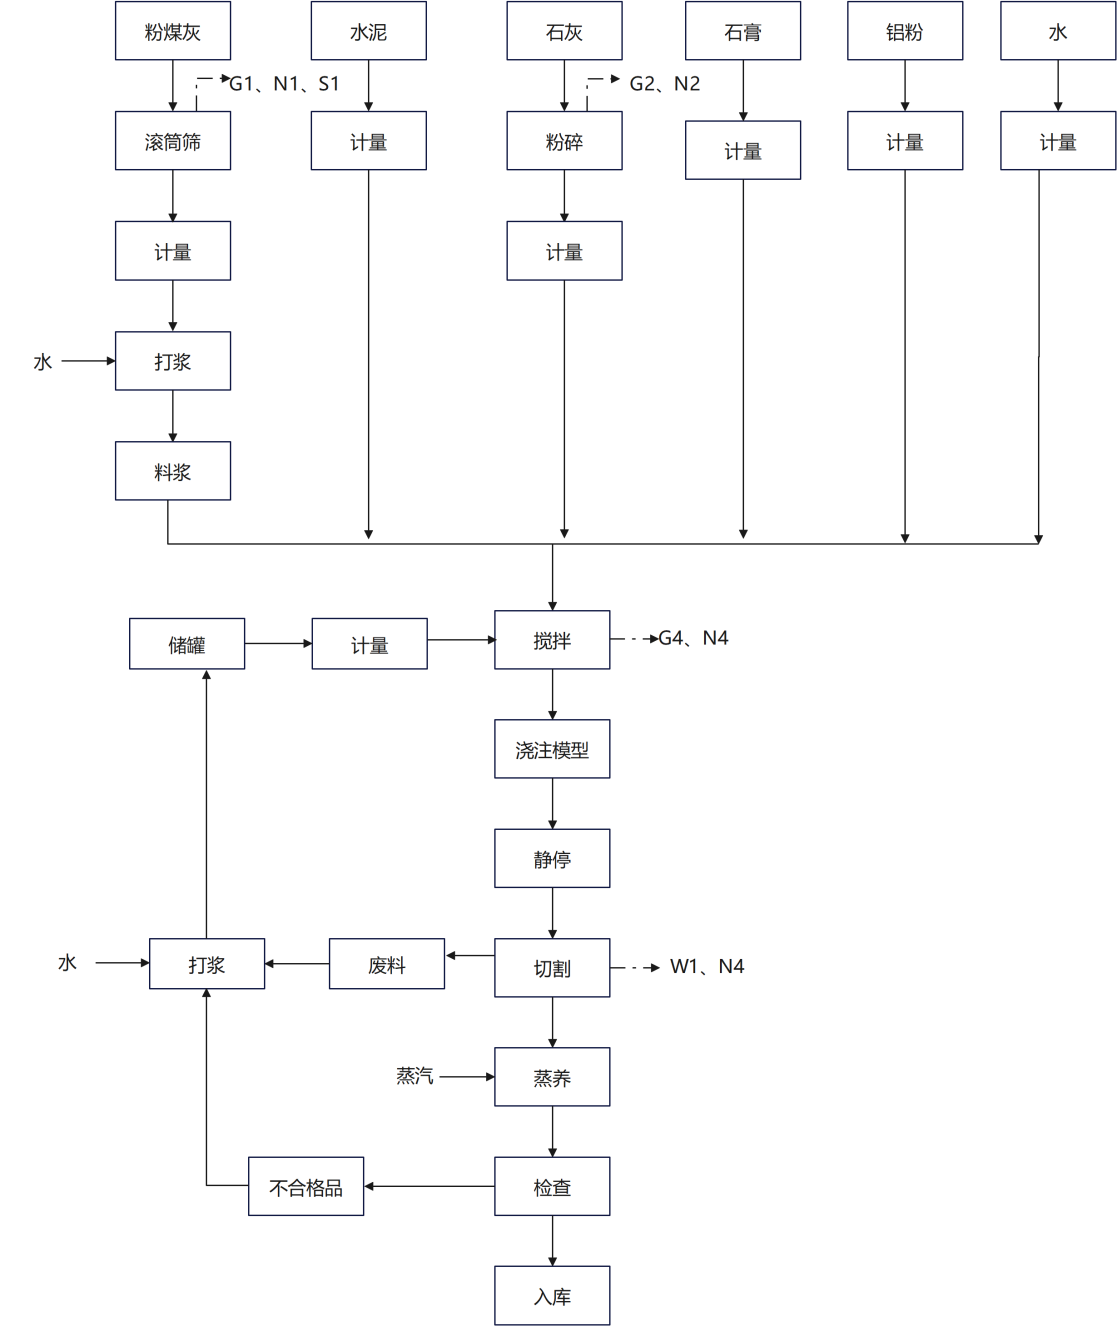 粉煤灰
水泥
石灰
石膏
铝粉
水
G1、N1、S1
G2、N2
滚筒筛
计量
粉碎
计量
计量
计量
计量
计量
水
打浆
料浆
储罐
计量
搅拌
G4、N4
浇注模型
静停
水
打浆
废料
切割
W1、N4
蒸汽
蒸养
不合格品
检查
入库